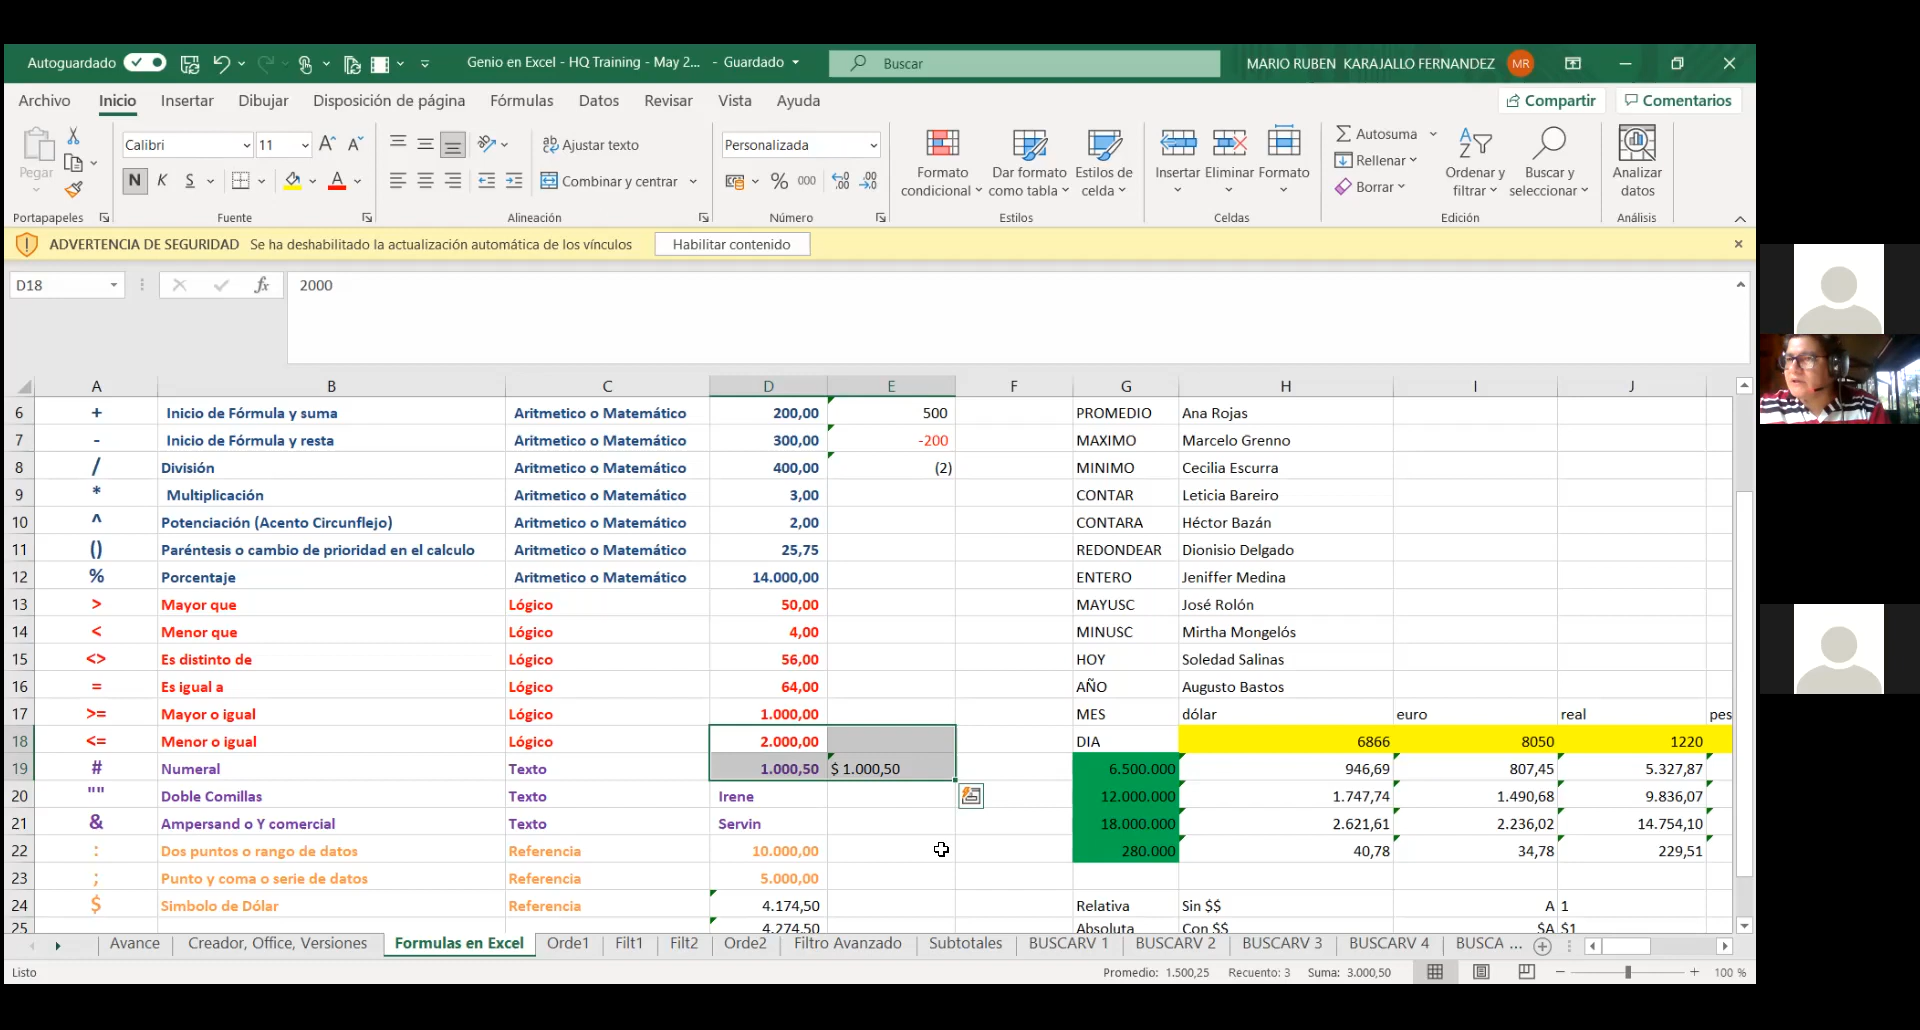 Autoguardado Genio en Excel - HQ Training - May 2... - Guardado Buscar MARIO RUBEN KARAJALLO FERNANDEZ MR
Archivo Inicio Insertar Dibujar Disposición de página Fórmulas Datos Revisar Vista Ayuda Compartir Comentarios
Pegar Calibri 11 Ajustar texto Personalizada Formato condicional Dar formato como tabla Estilos de celda Insertar Eliminar Formato Autosuma Rellenar Borrar Ordenar y filtrar Buscar y seleccionar Analizar datos
N K S A Combinar y centrar % 000
Portapapeles Fuente Alineación Número Estilos Celdas Edición Análisis
ADVERTENCIA DE SEGURIDAD Se ha deshabilitado la actualización automática de los vínculos Habilitar contenido
D18 fx 2000
A B C D E F G H I J
6 + Inicio de Fórmula y suma Aritmetico o Matemático 200,00 500 PROMEDIO Ana Rojas
7 - Inicio de Fórmula y resta Aritmetico o Matemático 300,00 -200 MAXIMO Marcelo Grenno
8 / División Aritmetico o Matemático 400,00 (2) MINIMO Cecilia Escurra
9 * Multiplicación Aritmetico o Matemático 3,00 CONTAR Leticia Bareiro
10 ^ Potenciación (Acento Circunflejo) Aritmetico o Matemático 2,00 CONTARA Héctor Bazán
11 () Paréntesis o cambio de prioridad en el calculo Aritmetico o Matemático 25,75 REDONDEAR Dionisio Delgado
12 % Porcentaje Aritmetico o Matemático 14.000,00 ENTERO Jeniffer Medina
13 > Mayor que Lógico 50,00 MAYUSC José Rolón
14 < Menor que Lógico 4,00 MINUSC Mirtha Mongelós
15 <> Es distinto de Lógico 56,00 HOY Soledad Salinas
16 = Es igual a Lógico 64,00 AÑO Augusto Bastos
17 >= Mayor o igual Lógico 1.000,00 MES dólar euro real pes
18 <= Menor o igual Lógico 2.000,00 DIA 6866 8050 1220
19 # Numeral Texto 1.000,50 $ 1.000,50 6.500.000 946,69 807,45 5.327,87
20 "" Doble Comillas Texto Irene 12.000.000 1.747,74 1.490,68 9.836,07
21 & Ampersand o Y comercial Texto Servin 18.000.000 2.621,61 2.236,02 14.754,10
22 : Dos puntos o rango de datos Referencia 10.000,00 280.000 40,78 34,78 229,51
23 ; Punto y coma o serie de datos Referencia 5.000,00
24 $ Simbolo de Dólar Referencia 4.174,50 Relativa Sin $$ A 1
25 4.274,50 Absoluta Con $$ $A $1
Avance Creador, Office, Versiones Formulas en Excel Orde1 Filt1 Filt2 Orde2 Filtro Avanzado Subtotales BUSCARV 1 BUSCARV 2 BUSCARV 3 BUSCARV 4 BUSCA ...
Listo Promedio: 1.500,25 Recuento: 3 Suma: 3.000,50 100 %